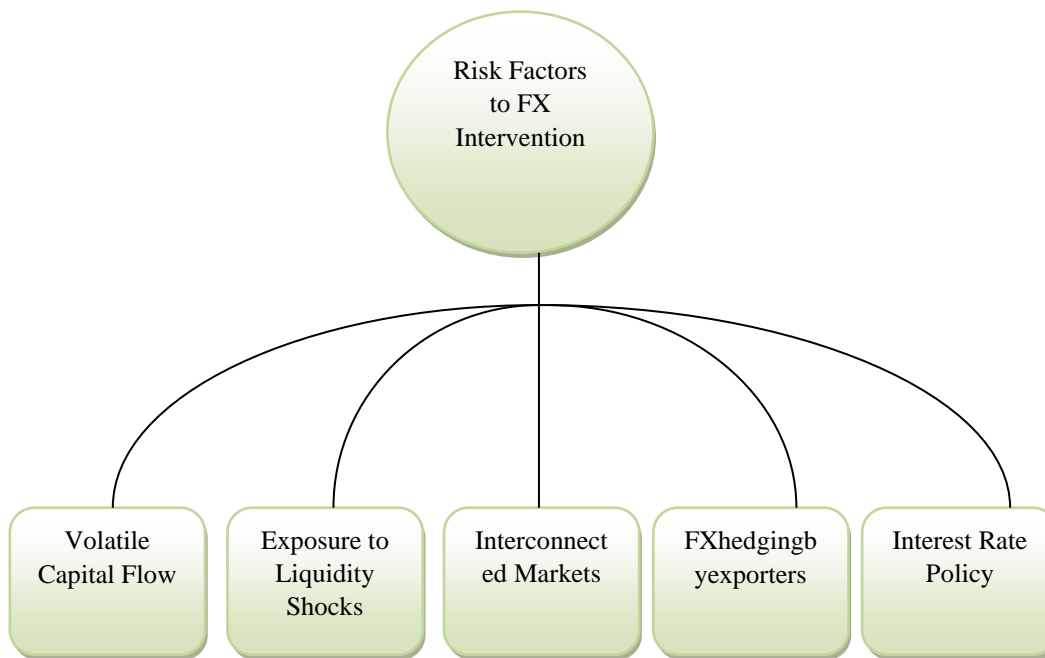 Risk Factors
to FX
Intervention
Volatile
Capital Flow
Exposure to
Liquidity
Shocks
Interconnect
ed Markets
FXhedgingb
yexporters
Interest Rate
Policy